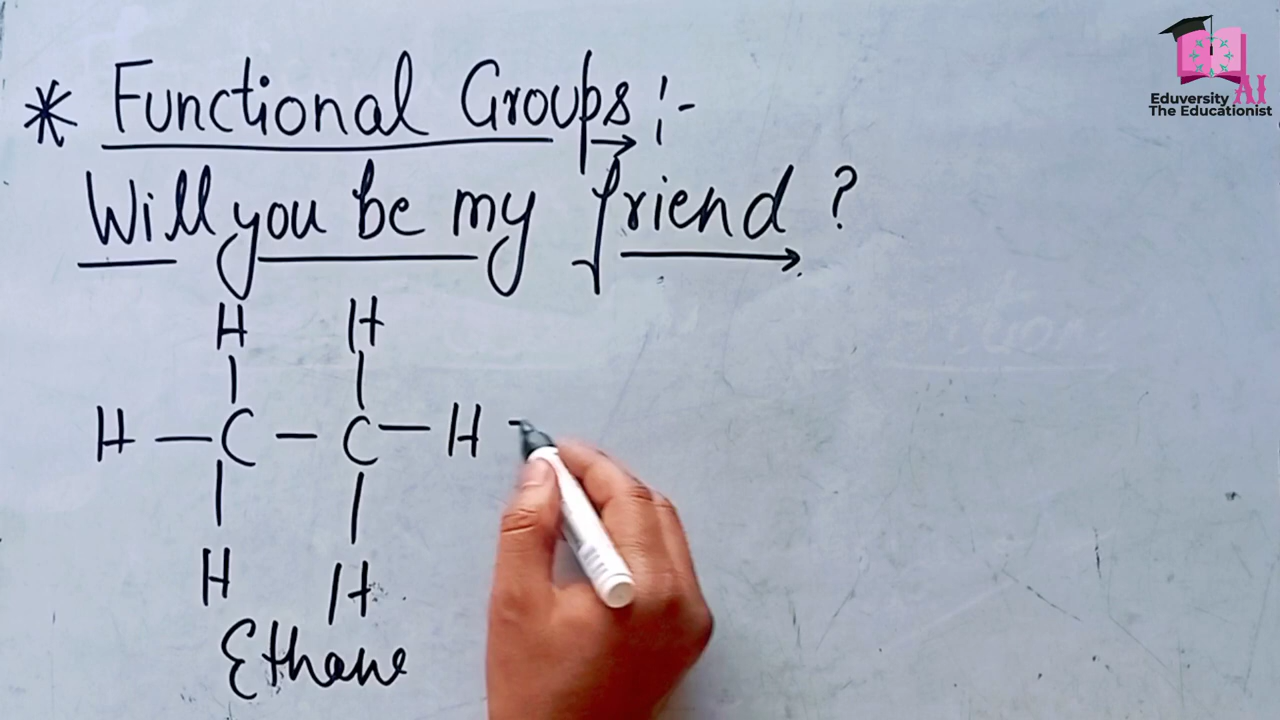 * Functional Groups :-
Will you be my friend ?
H H
H — C — C — H -
H H
Ethane
Eduversity AI
The Educationist